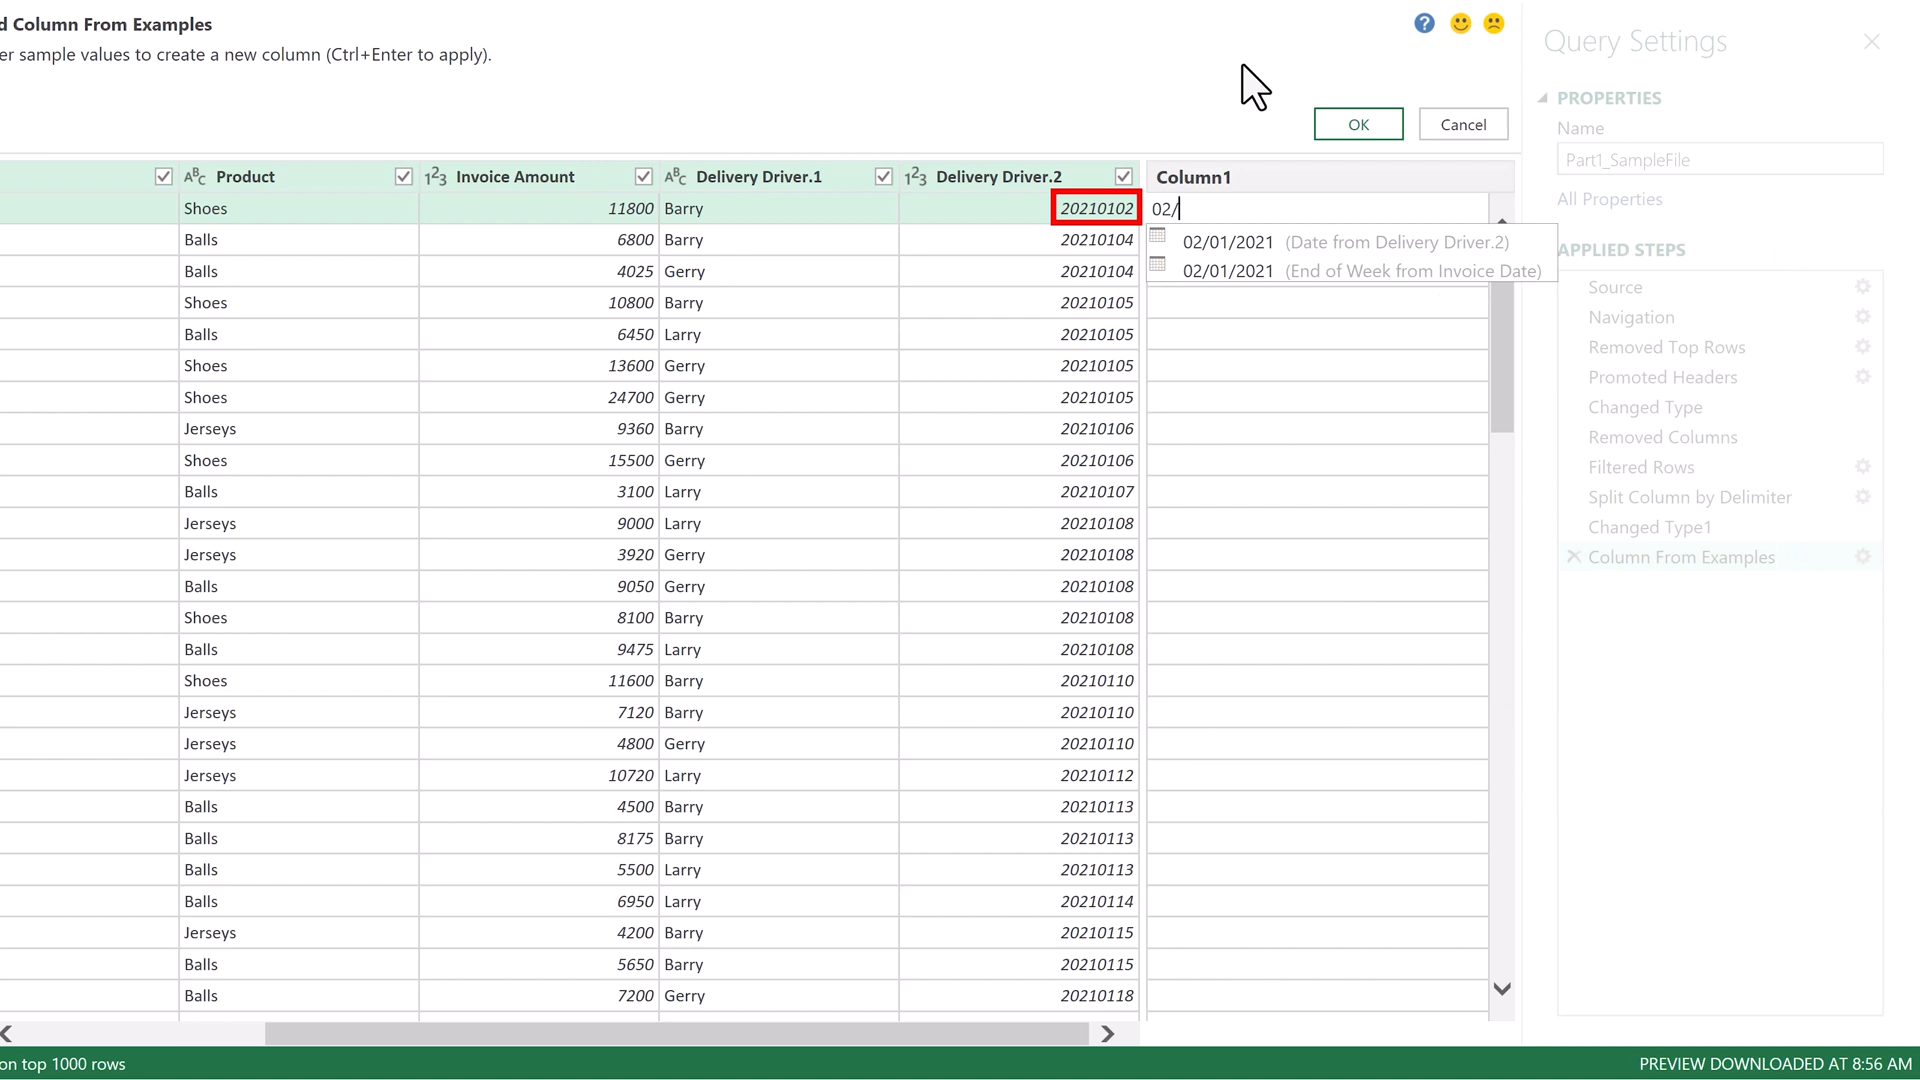 d Column From Examples
er sample values to create a new column (Ctrl+Enter to apply).
OK
Cancel
ABC Product
123 Invoice Amount
ABC Delivery Driver.1
123 Delivery Driver.2
Column1
Shoes 11800 Barry 20210102 02/
02/01/2021 (Date from Delivery Driver.2)
02/01/2021 (End of Week from Invoice Date)
Balls 6800 Barry 20210104
Balls 4025 Gerry 20210104
Shoes 10800 Barry 20210105
Balls 6450 Larry 20210105
Shoes 13600 Gerry 20210105
Shoes 24700 Gerry 20210105
Jerseys 9360 Barry 20210106
Shoes 15500 Gerry 20210106
Balls 3100 Larry 20210107
Jerseys 9000 Larry 20210108
Jerseys 3920 Gerry 20210108
Balls 9050 Gerry 20210108
Shoes 8100 Barry 20210108
Balls 9475 Larry 20210108
Shoes 11600 Barry 20210110
Jerseys 7120 Barry 20210110
Jerseys 4800 Gerry 20210110
Jerseys 10720 Larry 20210112
Balls 4500 Barry 20210113
Balls 8175 Barry 20210113
Balls 5500 Larry 20210113
Balls 6950 Larry 20210114
Jerseys 4200 Barry 20210115
Balls 5650 Barry 20210115
Balls 7200 Gerry 20210118
Query Settings
PROPERTIES
Name
Part1_SampleFile
All Properties
APPLIED STEPS
Source
Navigation
Removed Top Rows
Promoted Headers
Changed Type
Removed Columns
Filtered Rows
Split Column by Delimiter
Changed Type1
Column From Examples
on top 1000 rows
PREVIEW DOWNLOADED AT 8:56 AM